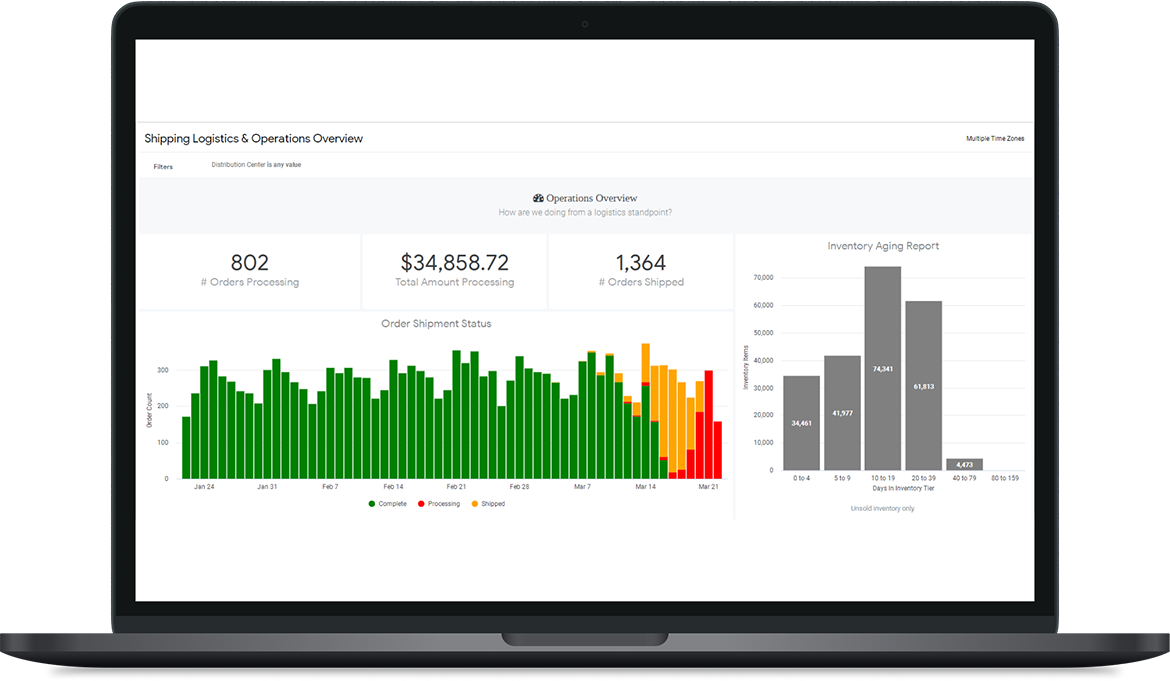 Shipping Logistics & Operations Overview
Multiple Time Zones
Filters
Distribution Center is any value
Operations Overview
How are we doing from a logistics standpoint?
802
# Orders Processing
$34,858.72
Total Amount Processing
1,364
# Orders Shipped
Order Shipment Status
Order Count
300
200
100
0
Jan 24 Jan 31 Feb 7 Feb 14 Feb 21 Feb 28 Mar 7 Mar 14 Mar 21
Complete Processing Shipped
Inventory Aging Report
Inventory Items
70,000
60,000
50,000
40,000
30,000
20,000
10,000
0
34,461
41,977
74,341
61,813
4,473
0 to 4 5 to 9 10 to 19 20 to 39 40 to 79 80 to 159
Days in Inventory Tier
Unsold inventory only